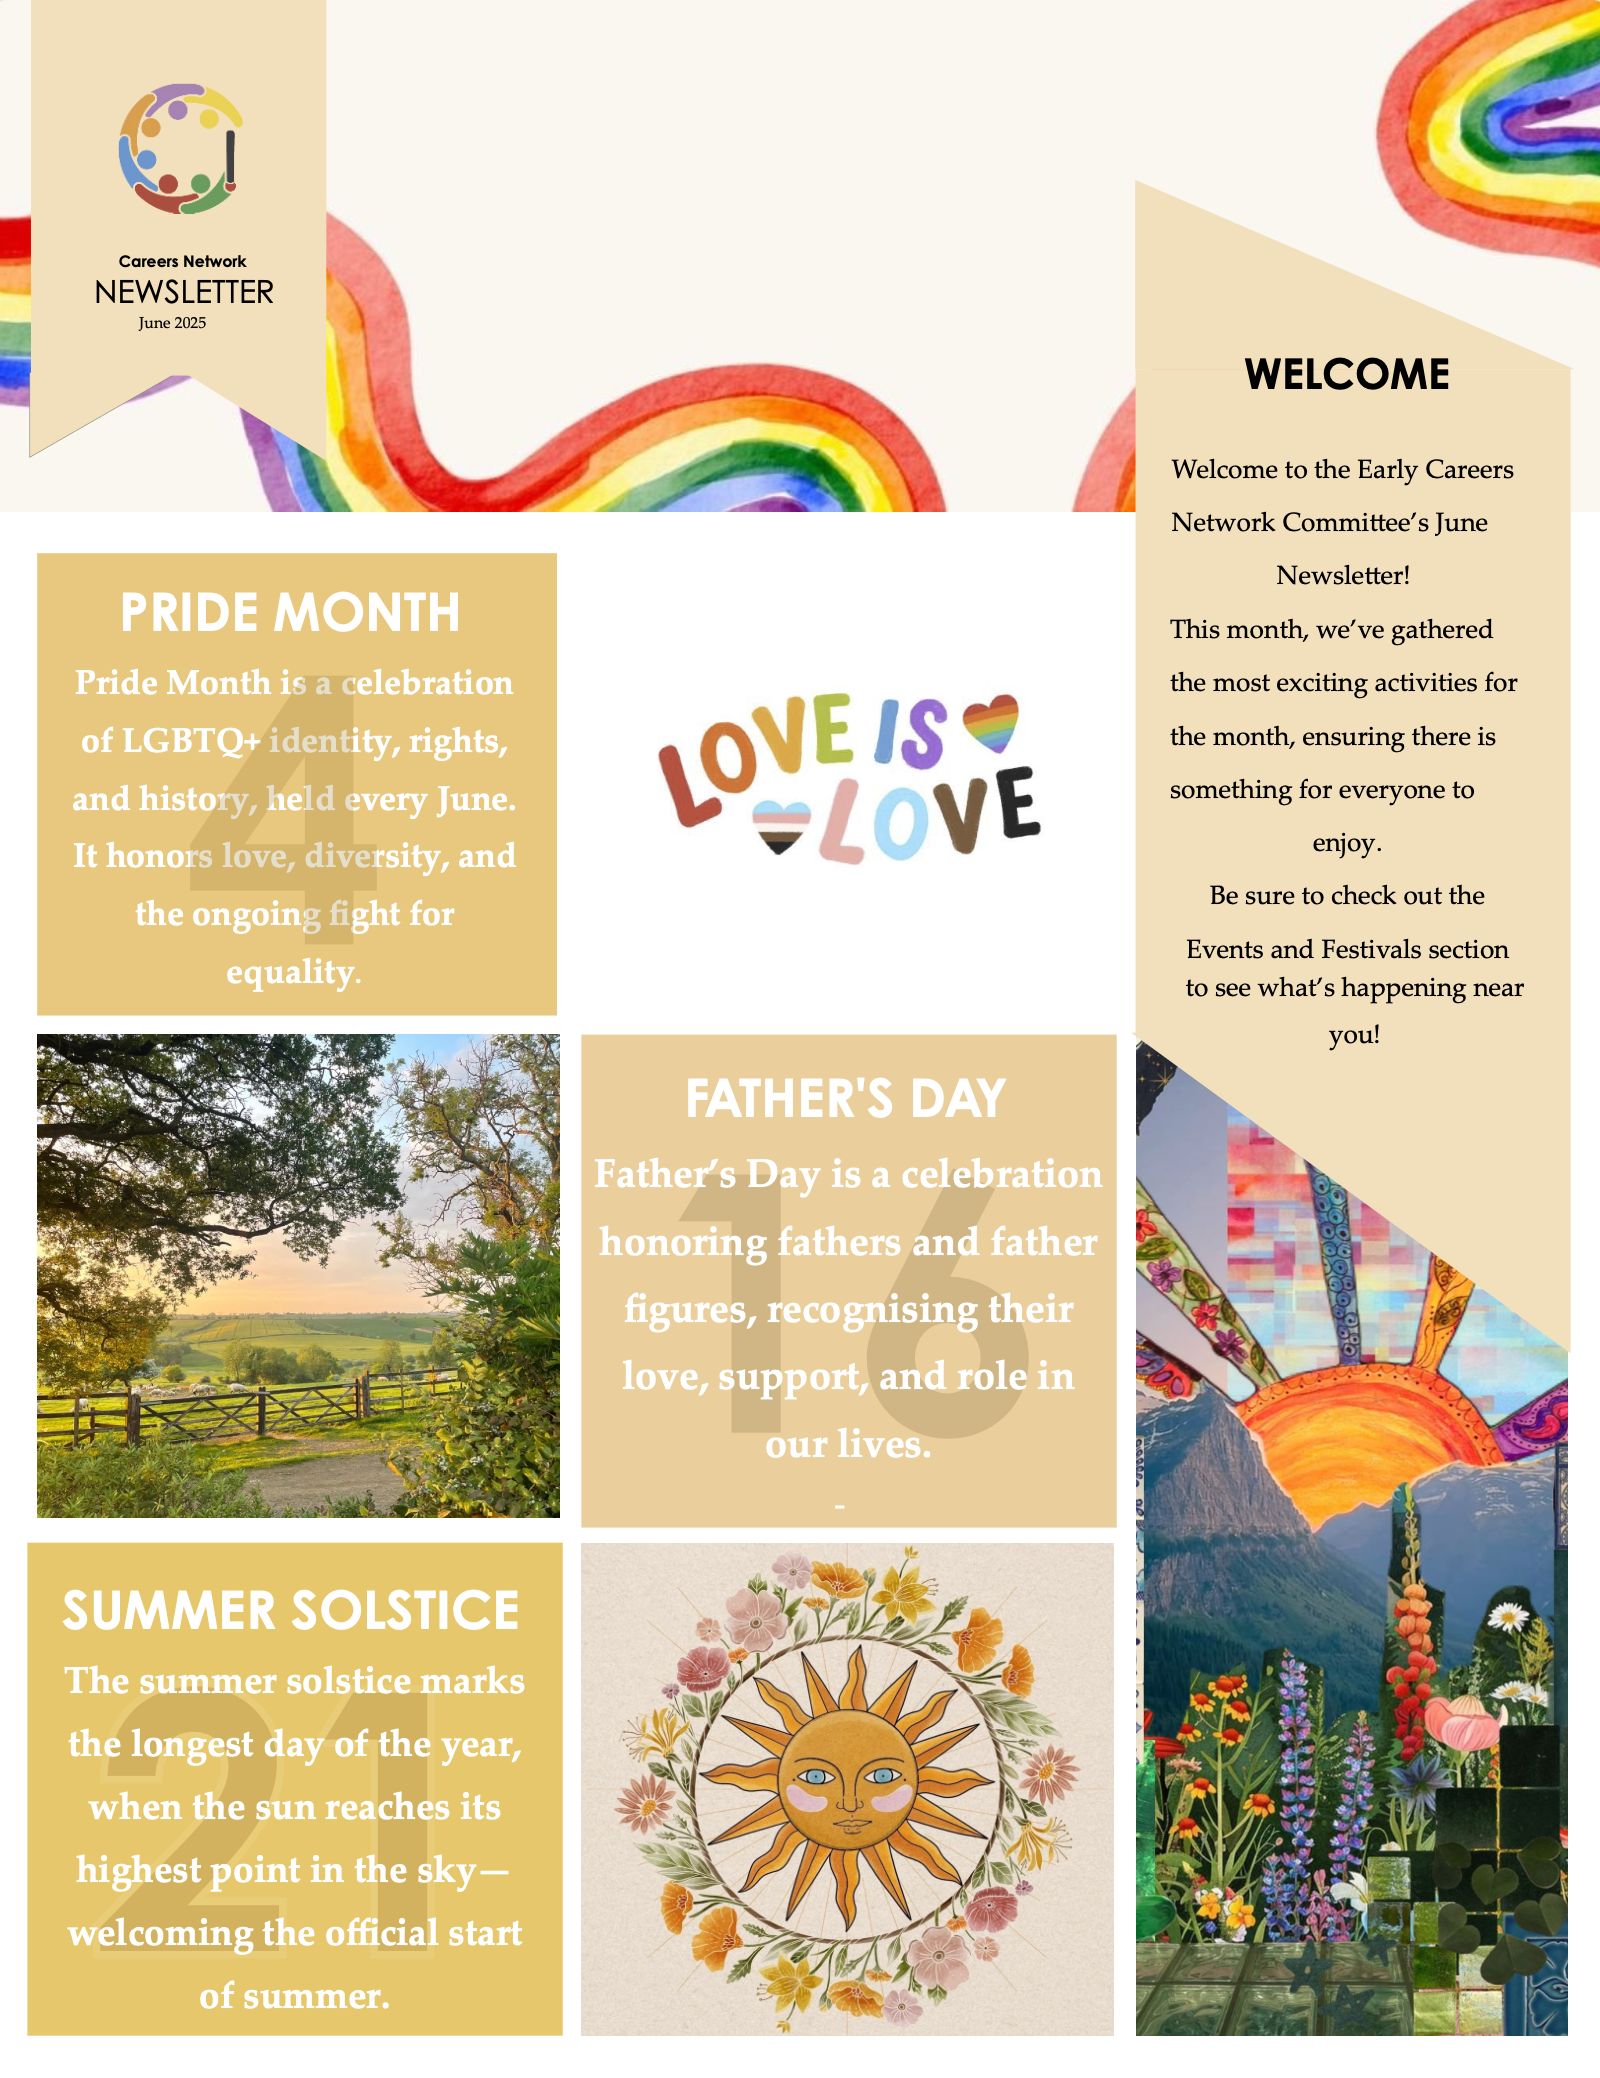 Careers Network
NEWSLETTER
June 2025
WELCOME
Welcome to the Early Careers
Network Committee’s June
Newsletter!
This month, we’ve gathered
the most exciting activities for
the month, ensuring there is
something for everyone to
enjoy.
Be sure to check out the
Events and Festivals section
to see what’s happening near
you!
PRIDE MONTH
4
Pride Month is a celebration
of LGBTQ+ identity, rights,
and history, held every June.
It honors love, diversity, and
the ongoing fight for
equality.
LOVE IS
LOVE
FATHER'S DAY
16
Father’s Day is a celebration
honoring fathers and father
figures, recognising their
love, support, and role in
our lives.
-
SUMMER SOLSTICE
21
The summer solstice marks
the longest day of the year,
when the sun reaches its
highest point in the sky—
welcoming the official start
of summer.